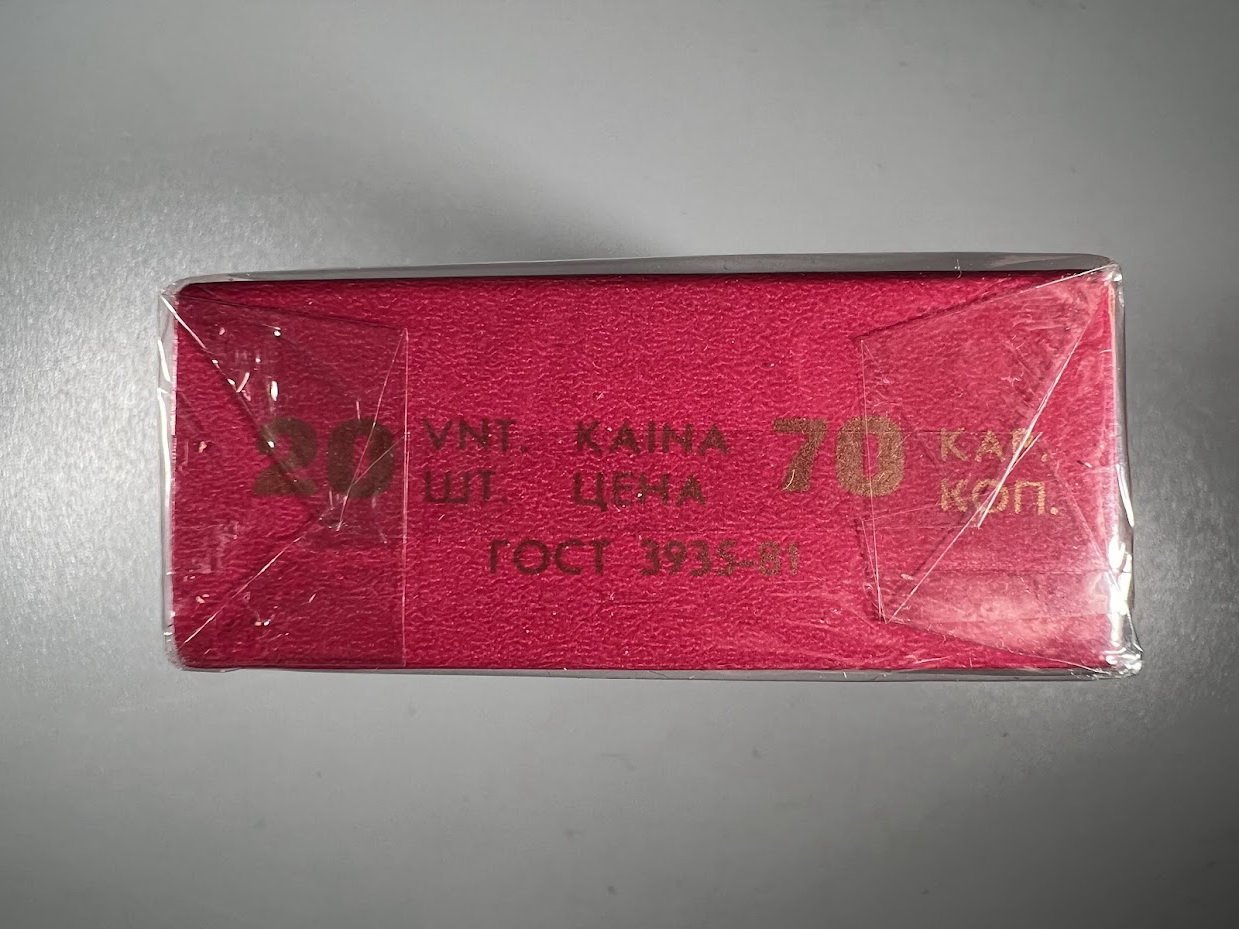 20 VNT. KAINA 70 KAP.
ШТ. ЦЕНА КОП.
ГОСТ 3935-81